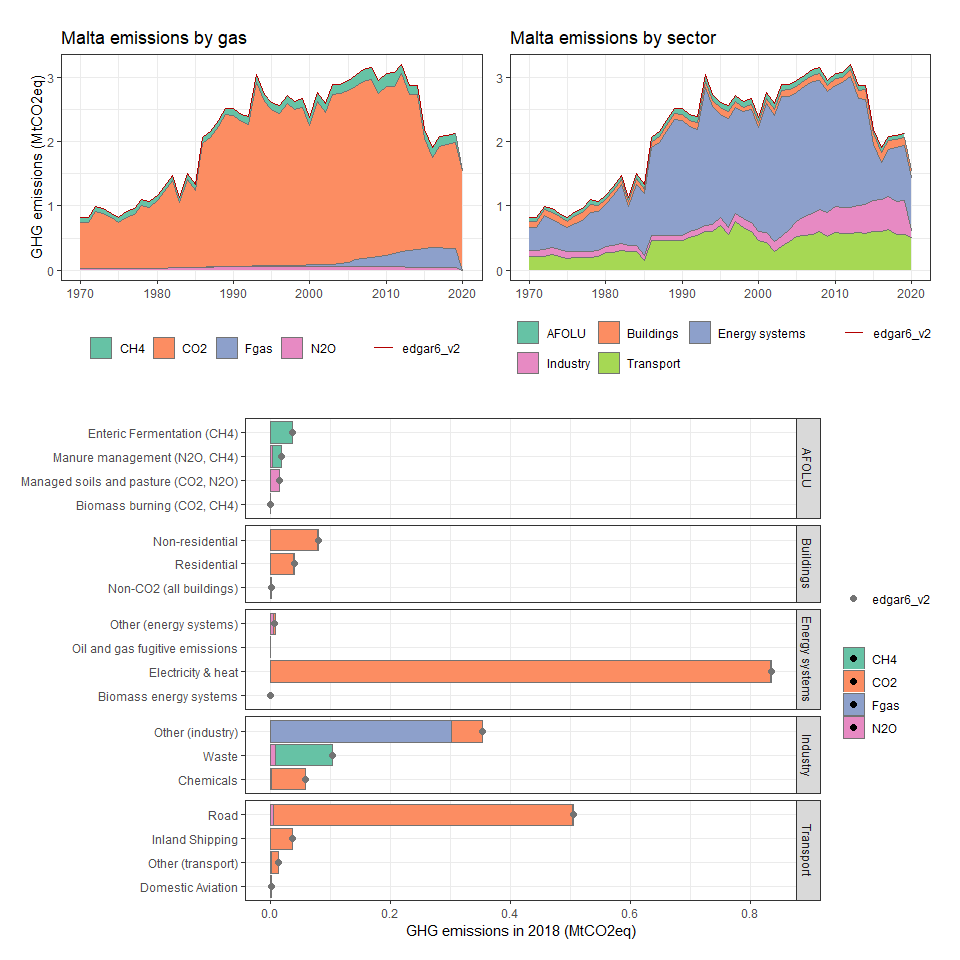 Malta emissions by gas
Malta emissions by sector
GHG emissions (MtCO2eq)
3
2
1
0
1970 1980 1990 2000 2010 2020
3
2
1
0
1970 1980 1990 2000 2010 2020
CH4 CO2 Fgas N2O edgar6_v2
AFOLU Buildings Energy systems edgar6_v2
Industry Transport
Enteric Fermentation (CH4)
Manure management (N2O, CH4)
Managed soils and pasture (CO2, N2O)
Biomass burning (CO2, CH4)
AFOLU
Non-residential
Residential
Non-CO2 (all buildings)
Buildings
Other (energy systems)
Oil and gas fugitive emissions
Electricity & heat
Biomass energy systems
Energy systems
Other (industry)
Waste
Chemicals
Industry
Road
Inland Shipping
Other (transport)
Domestic Aviation
Transport
0.0 0.2 0.4 0.6 0.8
GHG emissions in 2018 (MtCO2eq)
edgar6_v2
CH4
CO2
Fgas
N2O